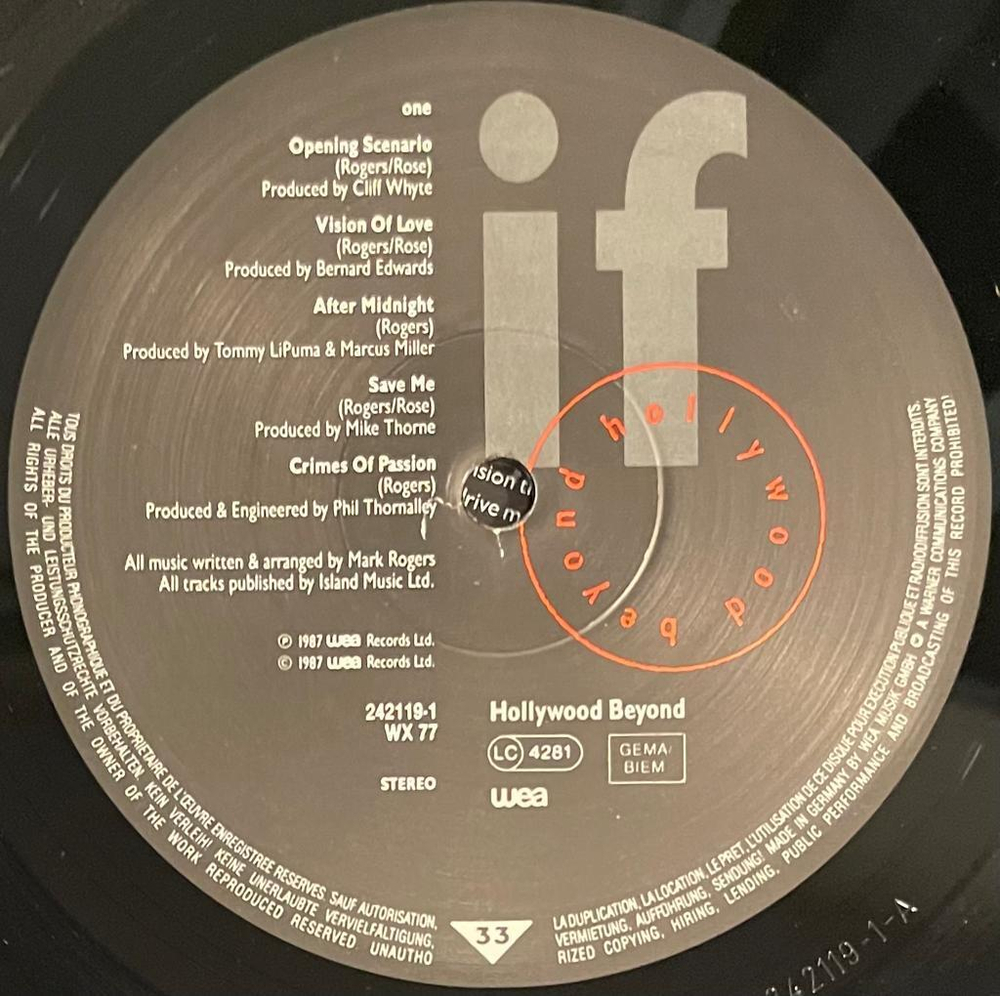 one
Opening Scenario
(Rogers/Rose)
Produced by Cliff Whyte
Vision Of Love
(Rogers/Rose)
Produced by Bernard Edwards
After Midnight
(Rogers)
Produced by Tommy LiPuma & Marcus Miller
Save Me
(Rogers/Rose)
Produced by Mike Thorne
Crimes Of Passion
(Rogers)
Produced & Engineered by Phil Thornalley
All music written & arranged by Mark Rogers
All tracks published by Island Music Ltd.
℗ 1987 wea Records Ltd.
© 1987 wea Records Ltd.
242119-1
WX 77
STEREO
if
hollywood beyond
Hollywood Beyond
LC 4281
GEMA/
BIEM
wea
33
TOUS DROITS DU PRODUCTEUR PHONOGRAPHIQUE ET DU PROPRIETAIRE DE L'ŒUVRE ENREGISTREE RESERVES. SAUF AUTORISATION,
ALLE URHEBER- UND LEISTUNGSSCHUTZRECHTE VORBEHALTEN. KEIN VERLEIH! KEINE UNERLAUBTE VERVIELFÄLTIGUNG,
ALL RIGHTS OF THE PRODUCER AND OF THE OWNER OF THE WORK REPRODUCED RESERVED UNAUTHO
LA DUPLICATION, LA LOCATION, LE PRET, L'UTILISATION DE CE DISQUE POUR EXECUTION PUBLIQUE ET RADIODIFFUSION SONT INTERDITS.
VERMIETUNG, AUFFÜHRUNG, SENDUNG! MADE IN GERMANY BY WEA MUSIK GMBH A WARNER COMMUNICATIONS COMPANY
RIZED COPYING, HIRING, LENDING, PUBLIC PERFORMANCE AND BROADCASTING OF THIS RECORD PROHIBITED!
242119-1-A